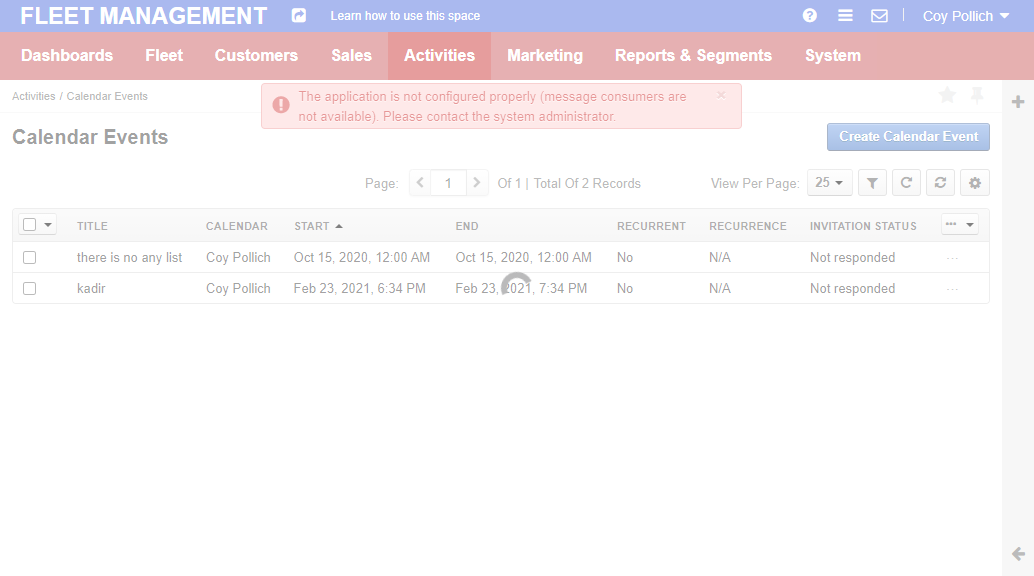 FLEET MANAGEMENT Learn how to use this space Coy Pollich
Dashboards Fleet Customers Sales Activities Marketing Reports & Segments System
Activities / Calendar Events
The application is not configured properly (message consumers are
not available). Please contact the system administrator.
Calendar Events
Create Calendar Event
Page: 1 Of 1 | Total Of 2 Records View Per Page: 25
TITLE CALENDAR START END RECURRENT RECURRENCE INVITATION STATUS
there is no any list Coy Pollich Oct 15, 2020, 12:00 AM Oct 15, 2020, 12:00 AM No N/A Not responded
kadir Coy Pollich Feb 23, 2021, 6:34 PM Feb 23, 2021, 7:34 PM No N/A Not responded